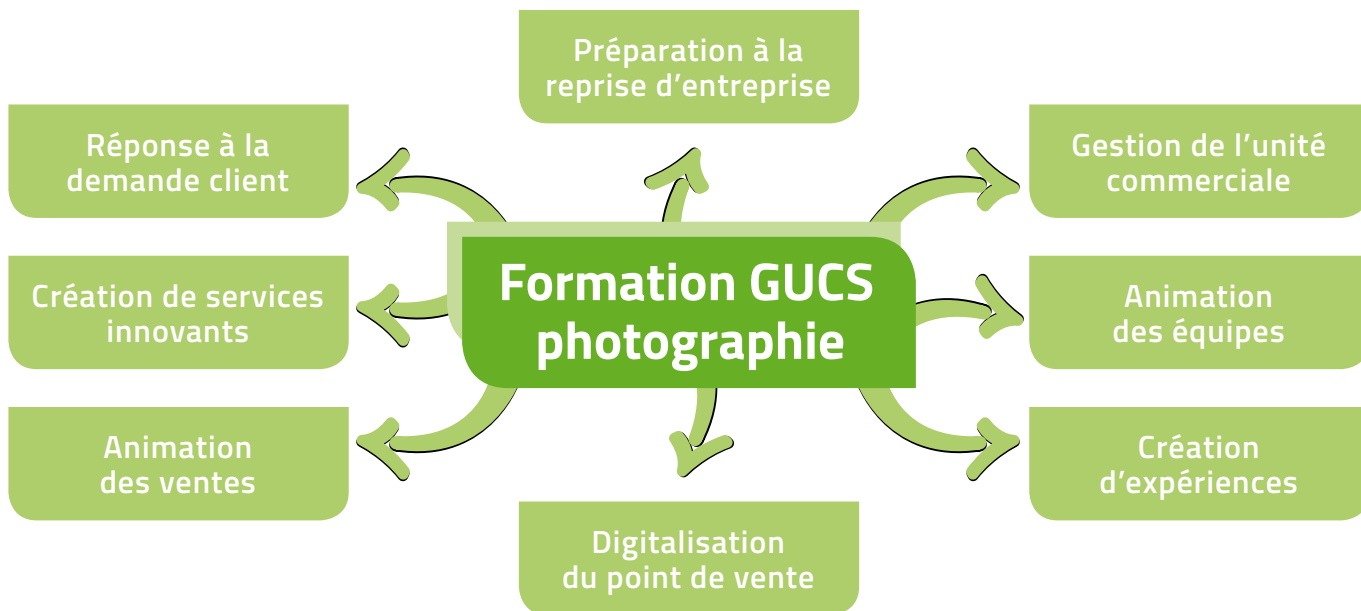 Préparation à la
reprise d’entreprise
Réponse à la
demande client
Gestion de l’unité
commerciale
Formation GUCS
photographie
Création de services
innovants
Animation
des équipes
Animation
des ventes
Création
d’expériences
Digitalisation
du point de vente